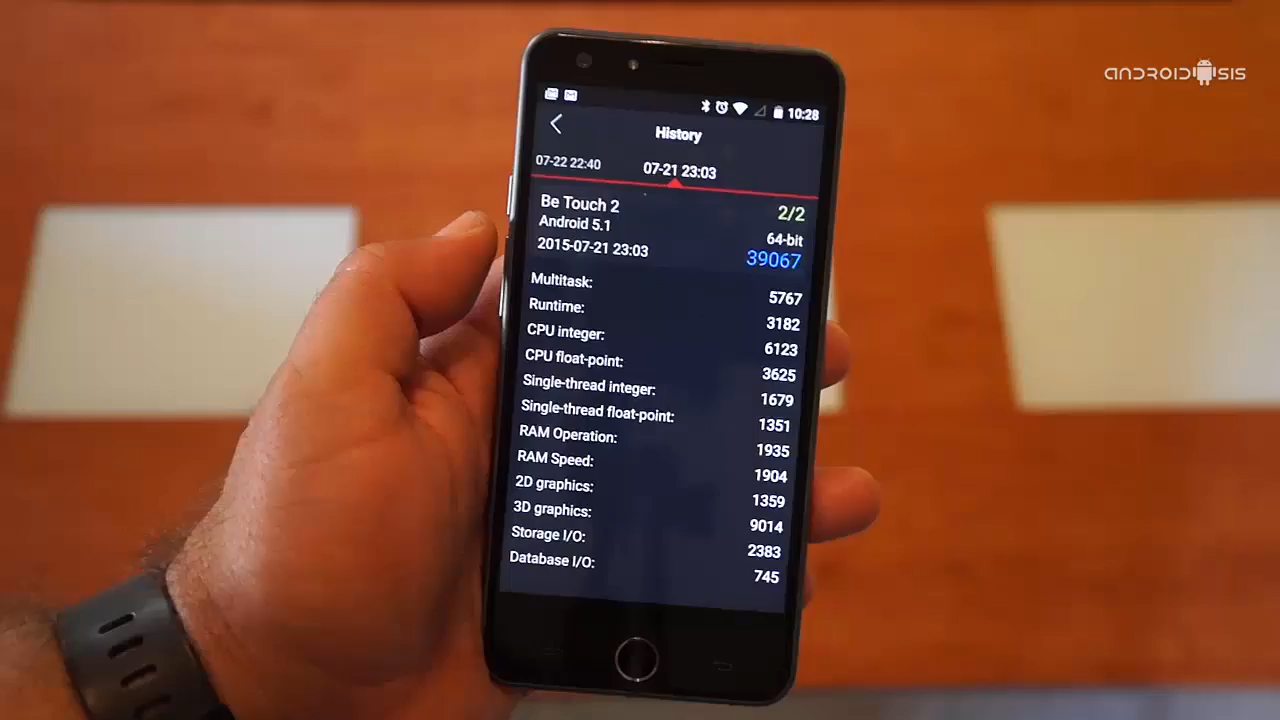 ANDROIDSIS
10:28
History
07-22 22:40 07-21 23:03
Be Touch 2 2/2
Android 5.1 64-bit
2015-07-21 23:03 39067
Multitask: 5767
Runtime: 3182
CPU integer: 6123
CPU float-point: 3625
Single-thread integer: 1679
Single-thread float-point: 1351
RAM Operation: 1935
RAM Speed: 1904
2D graphics: 1359
3D graphics: 9014
Storage I/O: 2383
Database I/O: 745